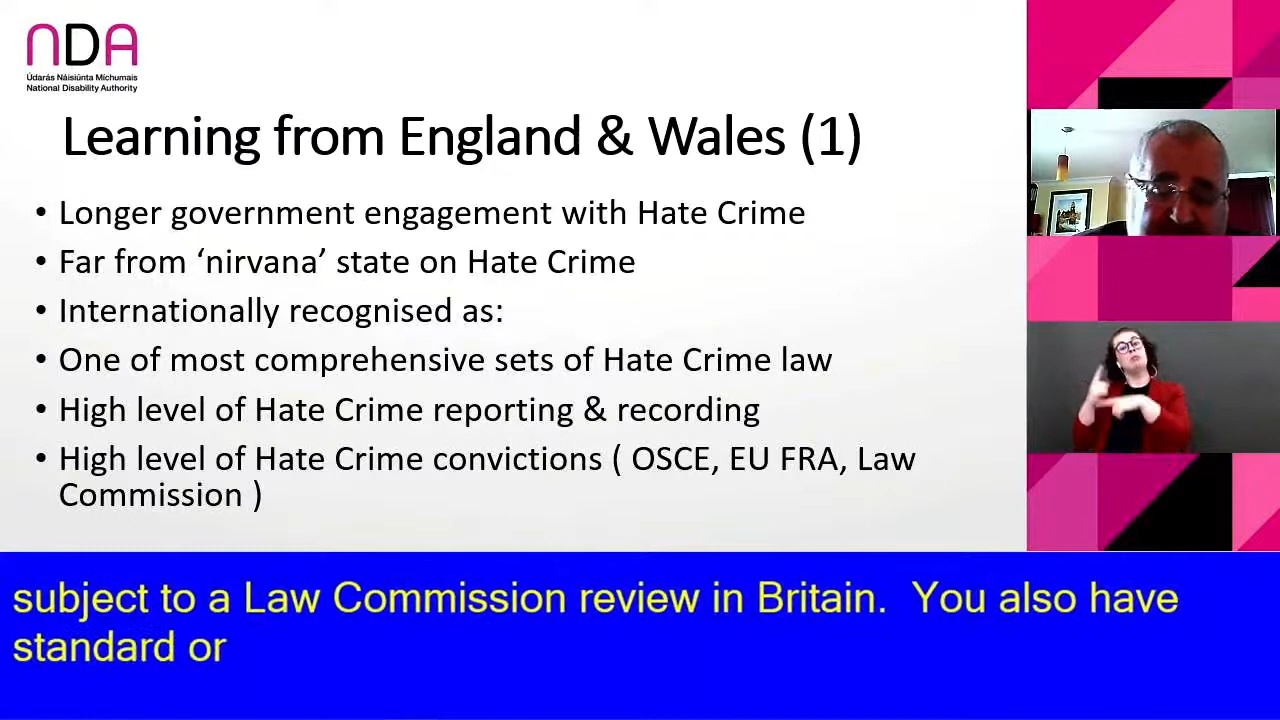 NDA
Údarás Náisiúnta Míchumais
National Disability Authority
Learning from England & Wales (1)
• Longer government engagement with Hate Crime
• Far from ‘nirvana’ state on Hate Crime
• Internationally recognised as:
• One of most comprehensive sets of Hate Crime law
• High level of Hate Crime reporting & recording
• High level of Hate Crime convictions ( OSCE, EU FRA, Law
Commission )
subject to a Law Commission review in Britain.  You also have
standard or